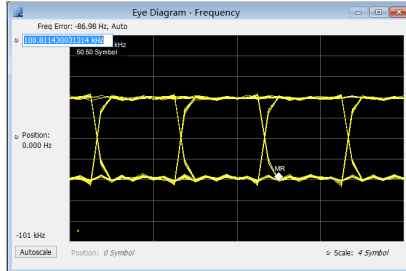 Eye Diagram - Frequency
Freq Error: -86.98 Hz, Auto
100.811430031314 kHz
kHz
50.50 Symbol
Position:
0.000 Hz
MR
-101 kHz
Autoscale
Position: 0 Symbol
Scale: 4 Symbol